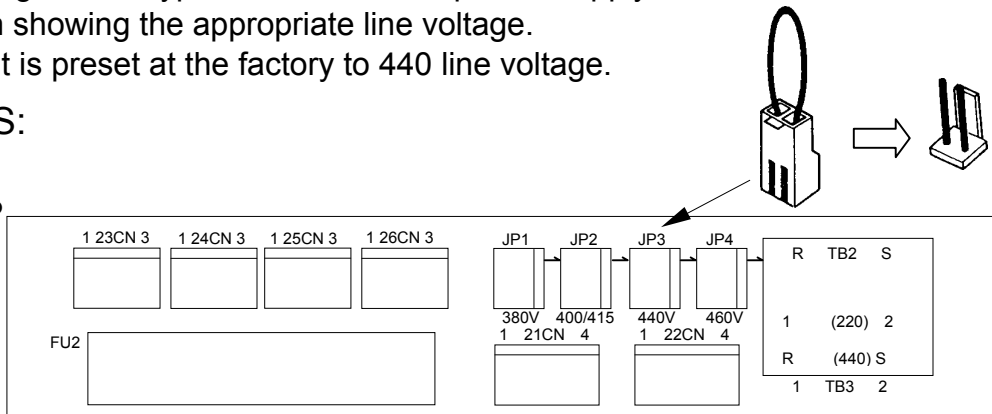 showing the appropriate line voltage.
t is preset at the factory to 440 line voltage.
S:
1 23CN 3 1 24CN 3 1 25CN 3 1 26CN 3 JP1 JP2 JP3 JP4
R TB2 S
380V 400/415 440V 460V
1 21CN 4 1 22CN 4
1 (220) 2
FU2
R (440) S
1 TB3 2